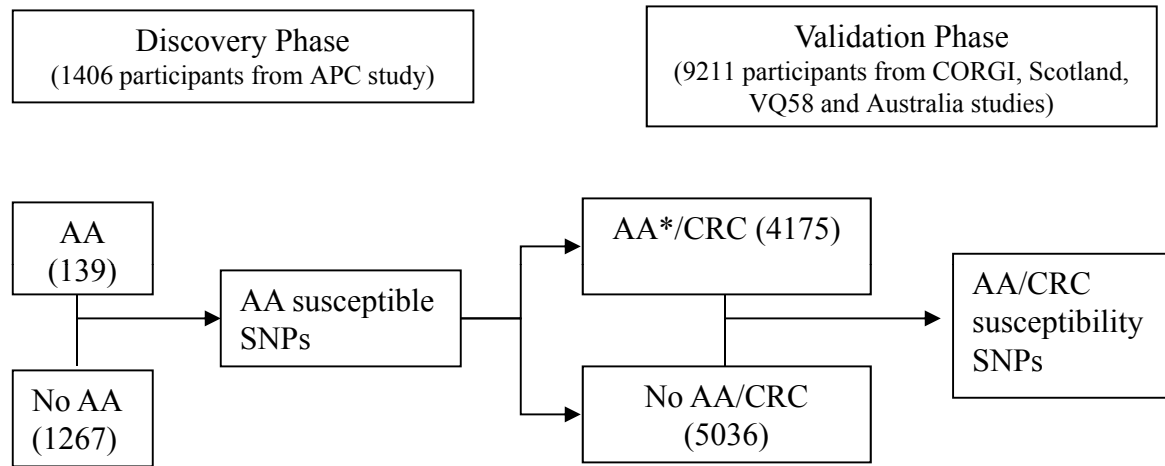 Discovery Phase
(1406 participants from APC study)
Validation Phase
(9211 participants from CORGI, Scotland,
VQ58 and Australia studies)
AA
(139)
No AA
(1267)
AA susceptible
SNPs
AA*/CRC (4175)
No AA/CRC
(5036)
AA/CRC
susceptibility
SNPs